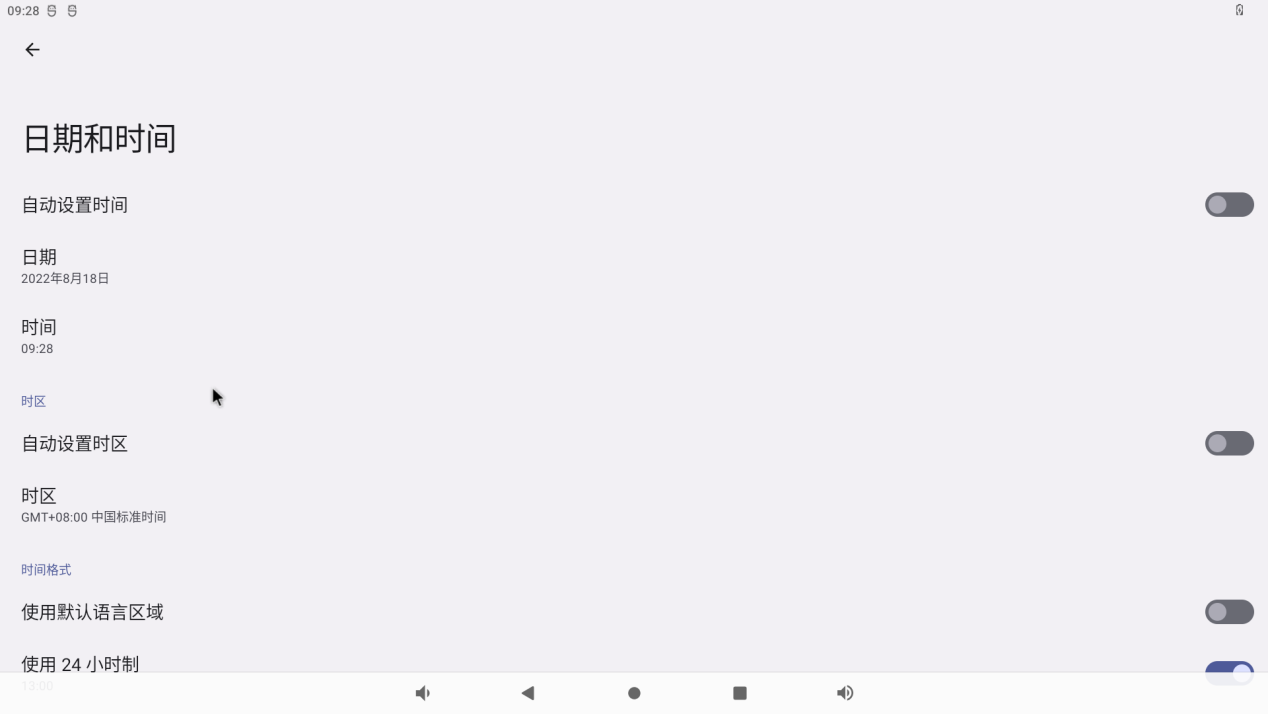 09:28
日期和时间
自动设置时间
日期
2022年8月18日
时间
09:28
时区
自动设置时区
时区
GMT+08:00 中国标准时间
时间格式
使用默认语言区域
使用 24 小时制
13:00